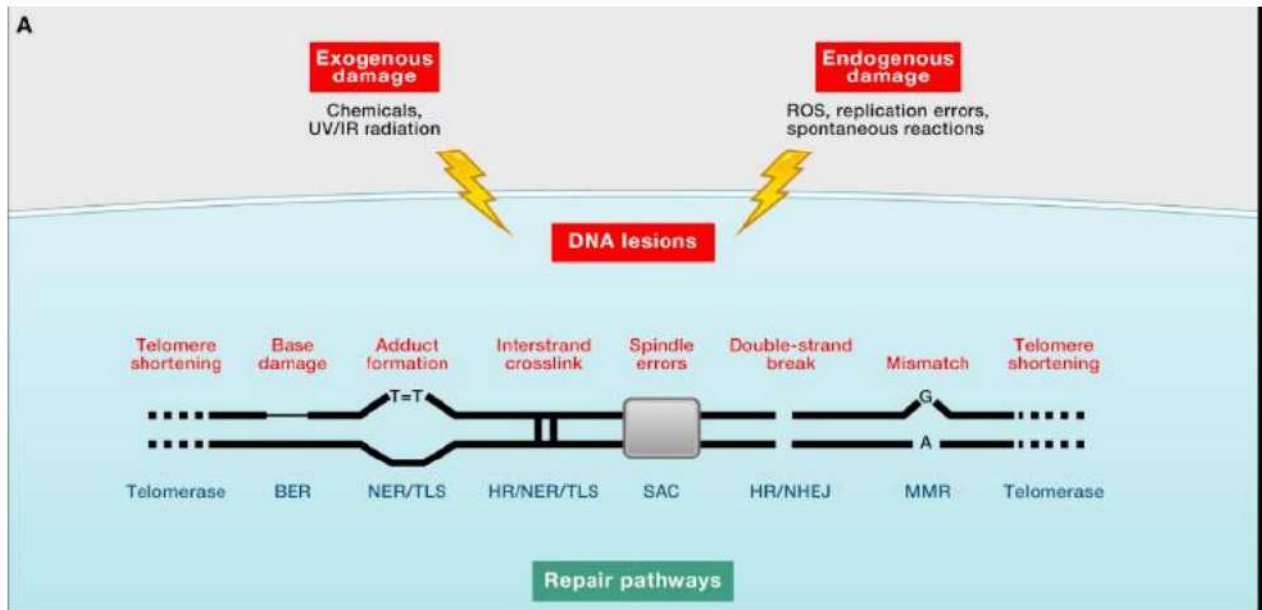 A
Exogenous
damage
Chemicals,
UV/IR radiation
Endogenous
damage
ROS, replication errors,
spontaneous reactions
DNA lesions
Telomere
shortening
Base
damage
Adduct
formation
Interstrand
crosslink
Spindle
errors
Double-strand
break
Mismatch
Telomere
shortening
T=T
G
A
Telomerase
BER
NER/TLS
HR/NER/TLS
SAC
HR/NHEJ
MMR
Telomerase
Repair pathways